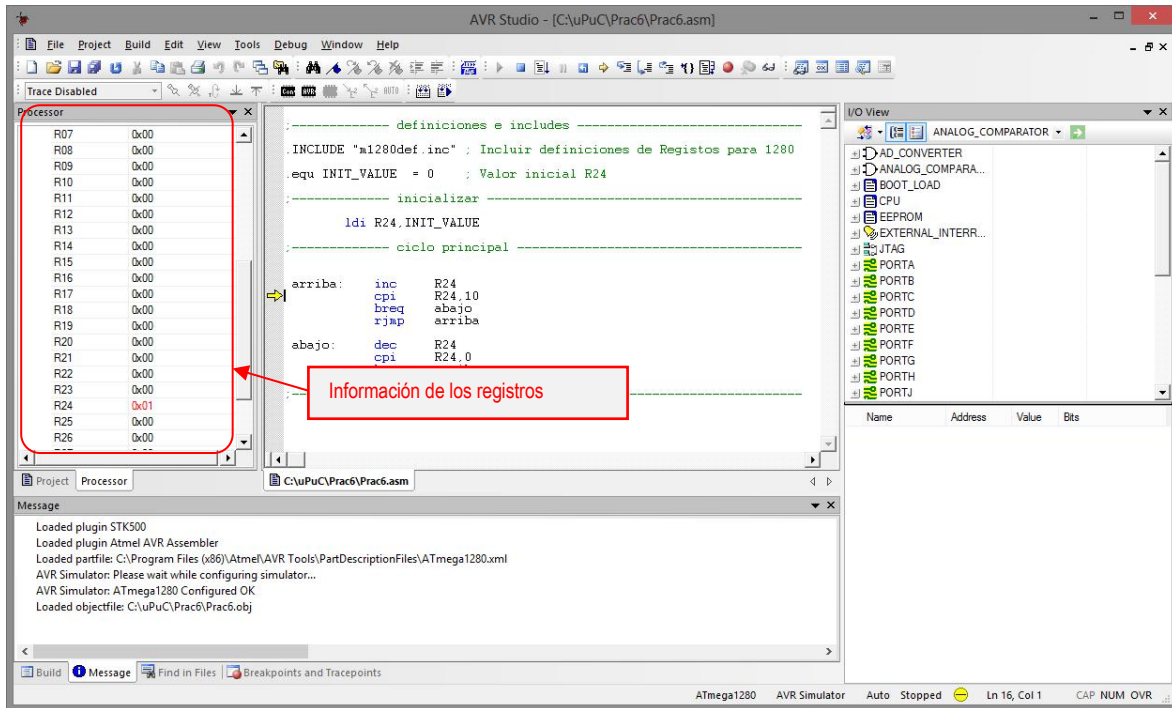 AVR Studio - [C:\uPuC\Prac6\Prac6.asm]
File Project Build Edit View Tools Debug Window Help
Trace Disabled
AUTO
Processor
R07 0x00
R08 0x00
R09 0x00
R10 0x00
R11 0x00
R12 0x00
R13 0x00
R14 0x00
R15 0x00
R16 0x00
R17 0x00
R18 0x00
R19 0x00
R20 0x00
R21 0x00
R22 0x00
R23 0x00
R24 0x01
R25 0x00
R26 0x00
Project Processor
;------------- definiciones e includes ------------------------------
.INCLUDE "m1280def.inc" ; Incluir definiciones de Registos para 1280
.equ INIT_VALUE = 0 ; Valor inicial R24
;------------- inicializar ------------------------------------------
ldi R24,INIT_VALUE
;------------- ciclo principal --------------------------------------
arriba: inc R24
cpi R24,10
breq abajo
rjmp arriba
abajo: dec R24
cpi R24,0
Información de los registros
C:\uPuC\Prac6\Prac6.asm
I/O View
ANALOG_COMPARATOR
AD_CONVERTER
ANALOG_COMPARA...
BOOT_LOAD
CPU
EEPROM
EXTERNAL_INTERR...
JTAG
PORTA
PORTB
PORTC
PORTD
PORTE
PORTF
PORTG
PORTH
PORTJ
Name Address Value Bits
Message
Loaded plugin STK500
Loaded plugin Atmel AVR Assembler
Loaded partfile: C:\Program Files (x86)\Atmel\AVR Tools\PartDescriptionFiles\ATmega1280.xml
AVR Simulator: Please wait while configuring simulator...
AVR Simulator: ATmega1280 Configured OK
Loaded objectfile: C:\uPuC\Prac6\Prac6.obj
Build Message Find in Files Breakpoints and Tracepoints
ATmega1280 AVR Simulator Auto Stopped Ln 16, Col 1 CAP NUM OVR